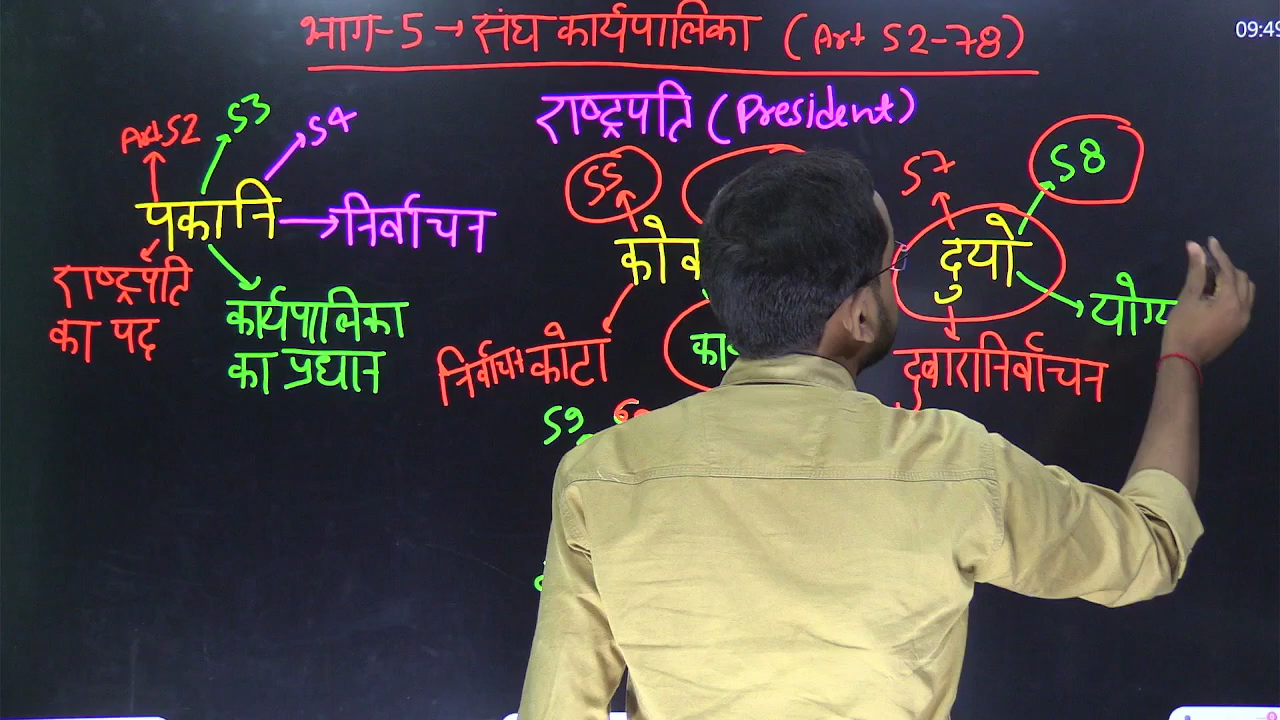 भाग-5→संघ कार्यपालिका (Art 52-78)
09:49
राष्ट्रपति (President)
Art 52
53
54
55
57
58
पकानि → निर्वाचन
को
दुयो
राष्ट्रपति
का पद
कार्यपालिका
का प्रधान
निर्वाचन कोटा
का
दुवारानिर्वाचन
59